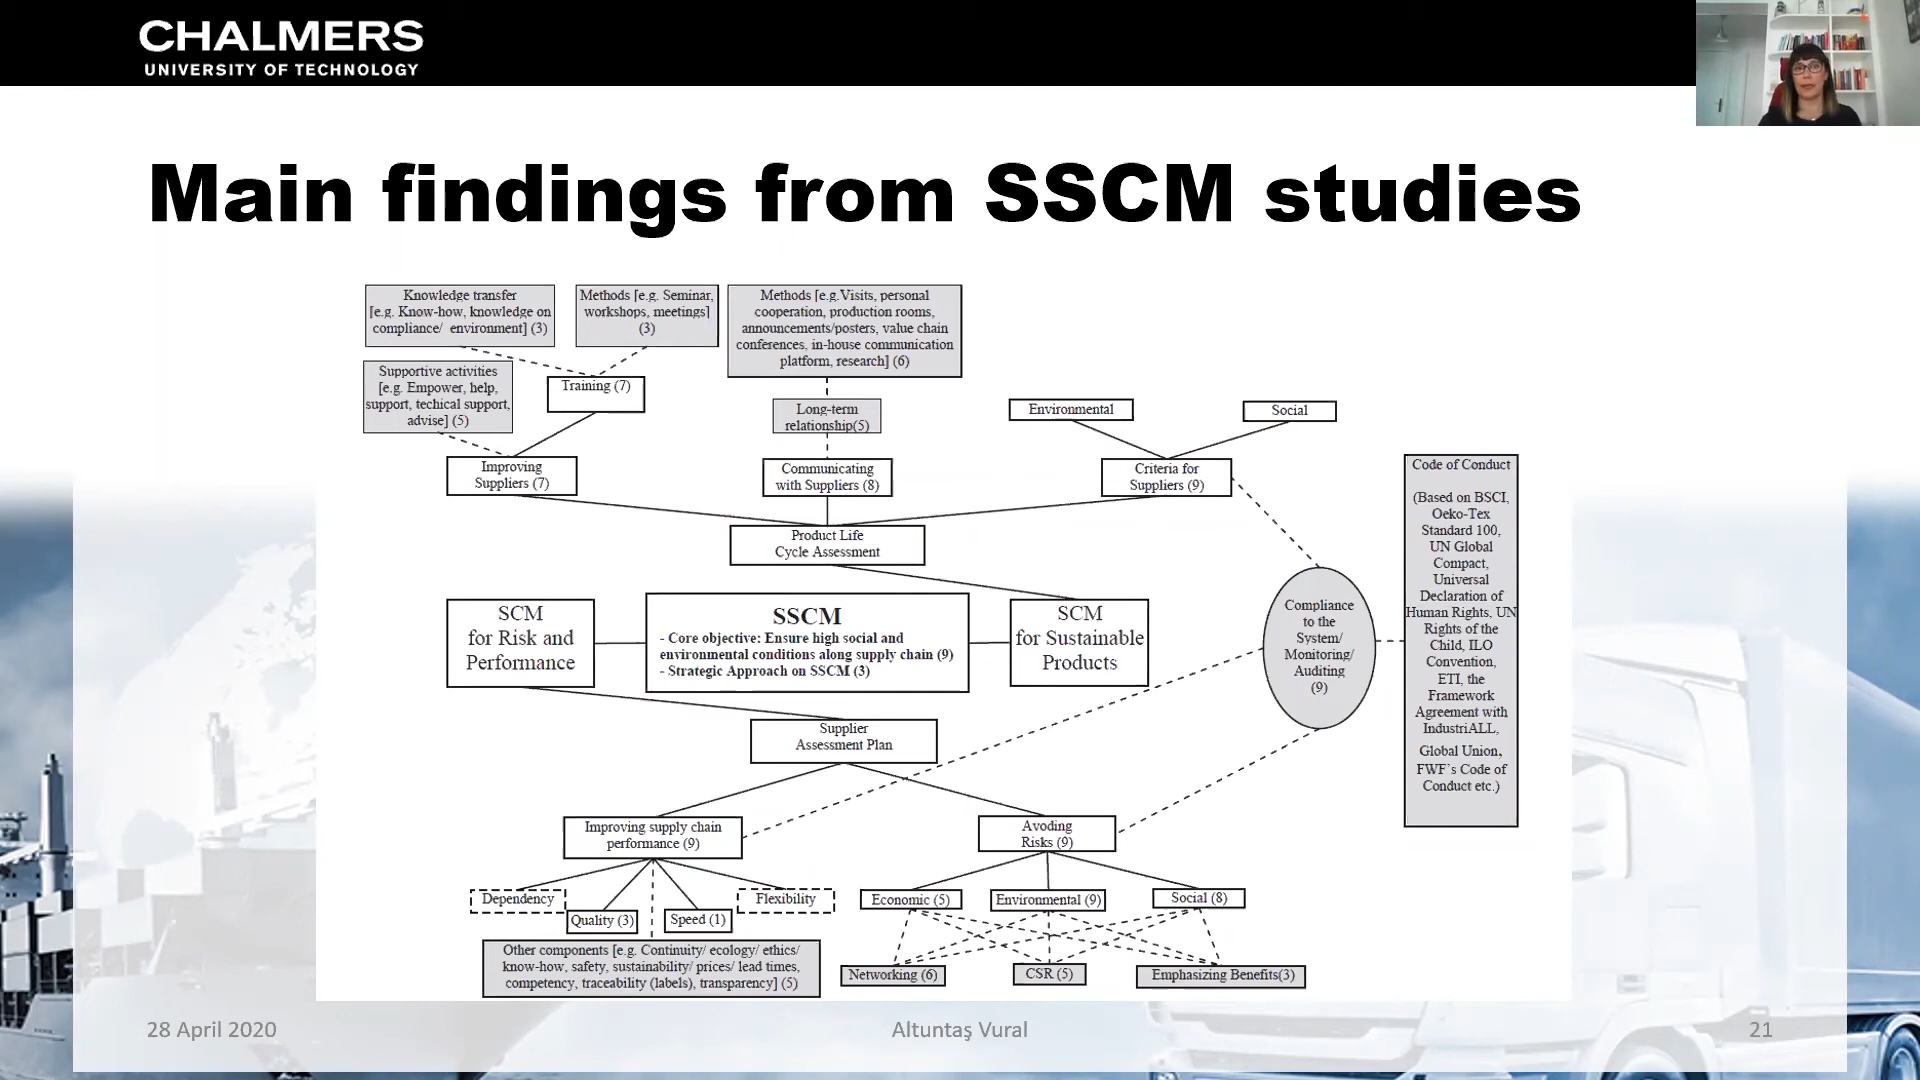 CHALMERS
UNIVERSITY OF TECHNOLOGY
Main findings from SSCM studies
Knowledge transfer
[e.g. Know-how, knowledge on
compliance/ environment] (3)
Methods [e.g. Seminar,
workshops, meetings]
(3)
Methods [e.g.Visits, personal
cooperation, production rooms,
announcements/posters, value chain
conferences, in-house communication
platform, research] (6)
Supportive activities
[e.g. Empower, help,
support, techical support,
advise] (5)
Training (7)
Long-term
relationship(5)
Environmental
Social
Improving
Suppliers (7)
Communicating
with Suppliers (8)
Criteria for
Suppliers (9)
Product Life
Cycle Assessment
SCM
for Risk and
Performance
SSCM
- Core objective: Ensure high social and
environmental conditions along supply chain (9)
- Strategic Approach on SSCM (3)
SCM
for Sustainable
Products
Compliance
to the
System/
Monitoring/
Auditing
(9)
Code of Conduct
(Based on BSCI,
Oeko-Tex
Standard 100,
UN Global
Compact,
Universal
Declaration of
Human Rights, UN
Rights of the
Child, ILO
Convention,
ETI, the
Framework
Agreement with
IndustriALL,
Global Union,
FWF`s Code of
Conduct etc.)
Supplier
Assessment Plan
Improving supply chain
performance (9)
Avoding
Risks (9)
Dependency
Quality (3)
Speed (1)
Flexibility
Economic (5)
Environmental (9)
Social (8)
Other components [e.g. Continuity/ ecology/ ethics/
know-how, safety, sustainability/ prices/ lead times,
competency, traceability (labels), transparency] (5)
Networking (6)
CSR (5)
Emphasizing Benefits(3)
28 April 2020
Altuntaş Vural
21